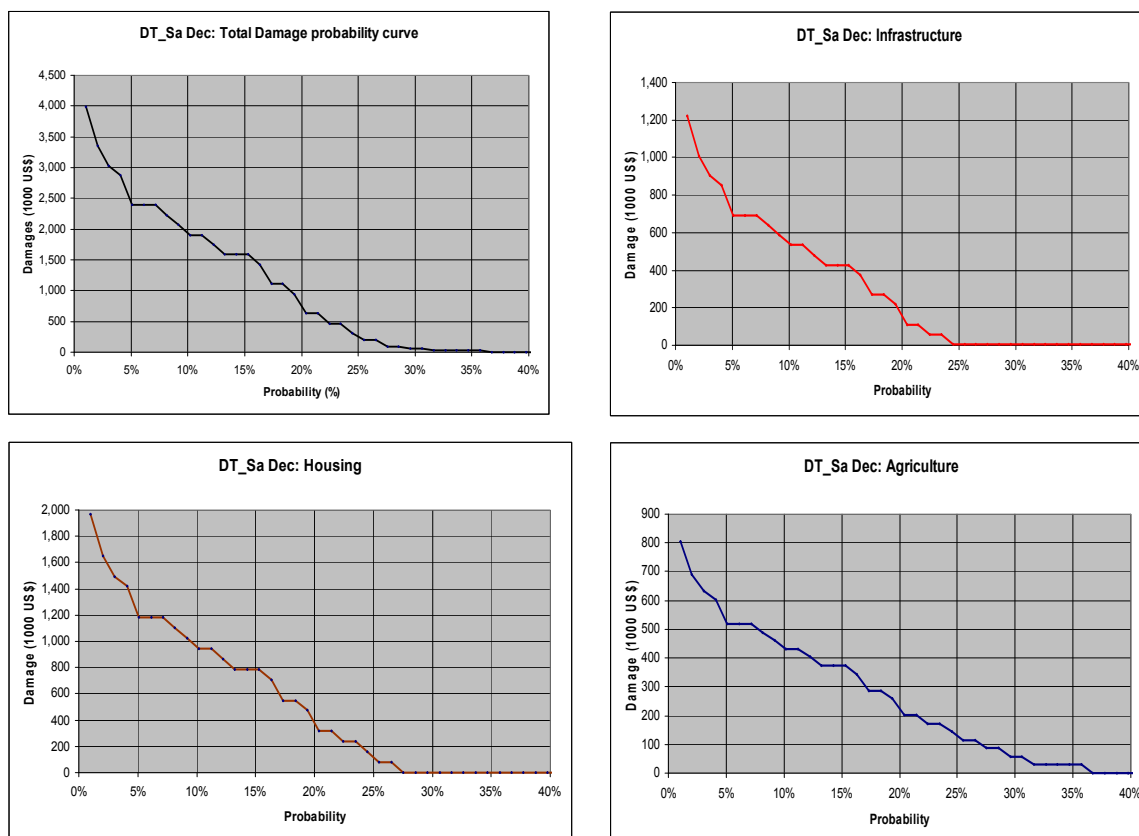 DT_Sa Dec: Total Damage probability curve
4,500
4,000
3,500
3,000
2,500
2,000
1,500
1,000
500
0
Damages (1000 US$)
0% 5% 10% 15% 20% 25% 30% 35% 40%
Probability (%)
DT_Sa Dec: Infrastructure
1,400
1,200
1,000
800
600
400
200
0
Damage (1000 US$)
0% 5% 10% 15% 20% 25% 30% 35% 40%
Probability
DT_Sa Dec: Housing
2,000
1,800
1,600
1,400
1,200
1,000
800
600
400
200
0
Damage (1000 US$)
0% 5% 10% 15% 20% 25% 30% 35% 40%
Probability
DT_Sa Dec: Agriculture
900
800
700
600
500
400
300
200
100
0
Damage (1000 US$)
0% 5% 10% 15% 20% 25% 30% 35% 40%
Probability